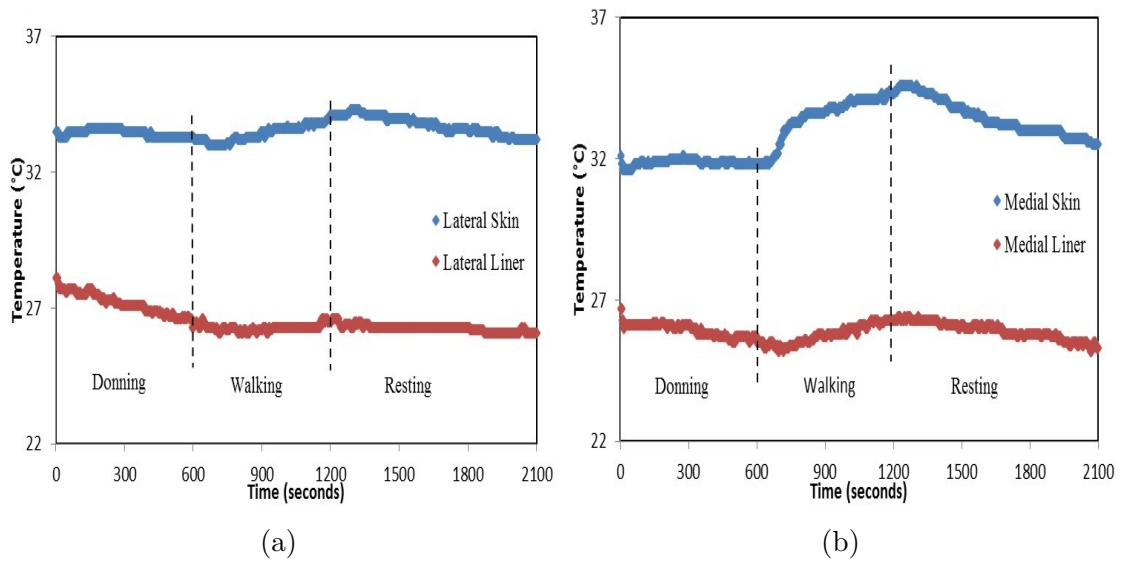 37
32
27
22
Temperature (°C)
Lateral Skin
Lateral Liner
Donning
Walking
Resting
0 300 600 900 1200 1500 1800 2100
Time (seconds)
(a)
37
32
27
22
Temperature (°C)
Medial Skin
Medial Liner
Donning
Walking
Resting
0 300 600 900 1200 1500 1800 2100
Time (seconds)
(b)